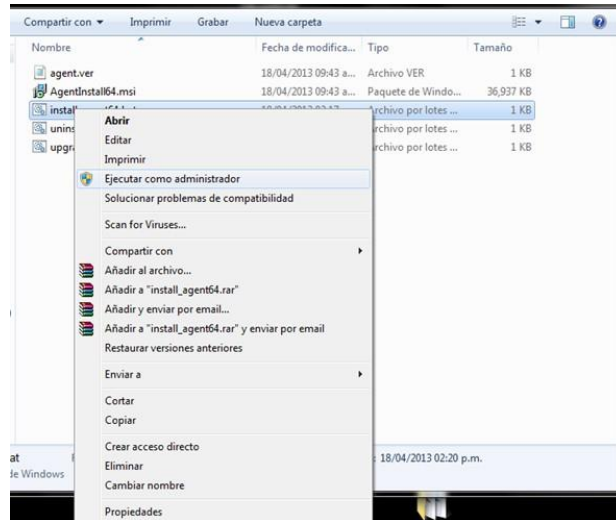 Compartir con Imprimir Grabar Nueva carpeta
Nombre Fecha de modifica... Tipo Tamaño
agent.ver 18/04/2013 09:43 a... Archivo VER 1 KB
AgentInstall64.msi 18/04/2013 09:43 a... Paquete de Windo... 36,937 KB
Archivo por lotes ... 1 KB
rchivo por lotes ... 1 KB
rchivo por lotes ... 1 KB
Abrir
Editar
Imprimir
Ejecutar como administrador
Solucionar problemas de compatibilidad
Scan for Viruses...
Compartir con
Añadir al archivo...
Añadir a "install_agent64.rar"
Añadir y enviar por email...
Añadir a "install_agent64.rar" y enviar por email
Restaurar versiones anteriores
Enviar a
Cortar
Copiar
Crear acceso directo
Eliminar
Cambiar nombre
Propiedades
at 18/04/2013 02:20 p.m.
de Windows